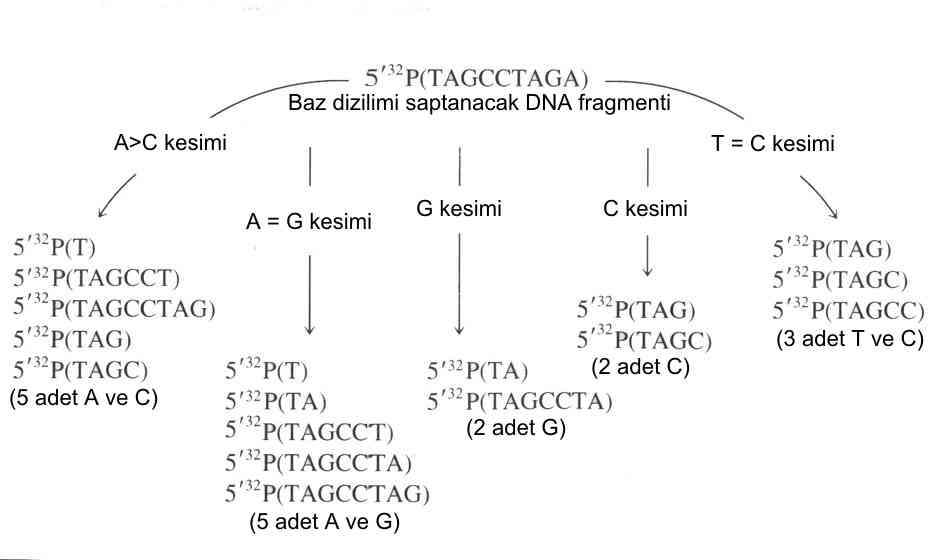 5′³²P(TAGCCTAGA)
Baz dizilimi saptanacak DNA fragmenti
A>C kesimi
5′³²P(T)
5′³²P(TAGCCT)
5′³²P(TAGCCTAG)
5′³²P(TAG)
5′³²P(TAGC)
(5 adet A ve C)
A = G kesimi
5′³²P(T)
5′³²P(TA)
5′³²P(TAGCCT)
5′³²P(TAGCCTA)
5′³²P(TAGCCTAG)
(5 adet A ve G)
G kesimi
5′³²P(TA)
5′³²P(TAGCCTA)
(2 adet G)
C kesimi
5′³²P(TAG)
5′³²P(TAGC)
(2 adet C)
T = C kesimi
5′³²P(TAG)
5′³²P(TAGC)
5′³²P(TAGCC)
(3 adet T ve C)